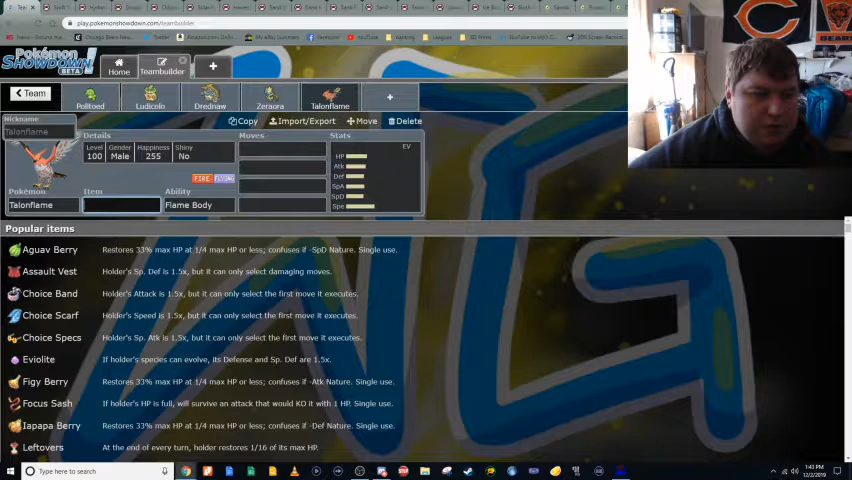 play.pokemonshowdown.com/teambuilder
Pokémon
SHOWDOWN!
BETA
Home
Teambuilder
Team
Politoed
Ludicolo
Drednaw
Zeraora
Talonflame
Copy
Import/Export
Move
Delete
Nickname
Talonflame
Details
Level
Gender
Happiness
Shiny
100
Male
255
No
FIRE
FLYING
Pokémon
Item
Ability
Talonflame
Flame Body
Moves
Stats
EV
HP
Atk
Def
SpA
SpD
Spe
Popular items
Aguav Berry Restores 33% max HP at 1/4 max HP or less; confuses if -SpD Nature. Single use.
Assault Vest Holder's Sp. Def is 1.5x, but it can only select damaging moves.
Choice Band Holder's Attack is 1.5x, but it can only select the first move it executes.
Choice Scarf Holder's Speed is 1.5x, but it can only select the first move it executes.
Choice Specs Holder's Sp. Atk is 1.5x, but it can only select the first move it executes.
Eviolite If holder's species can evolve, its Defense and Sp. Def are 1.5x.
Figy Berry Restores 33% max HP at 1/4 max HP or less; confuses if -Atk Nature. Single use.
Focus Sash If holder's HP is full, will survive an attack that would KO it with 1 HP. Single use.
Iapapa Berry Restores 33% max HP at 1/4 max HP or less; confuses if -Def Nature. Single use.
Leftovers At the end of every turn, holder restores 1/16 of its max HP.
Type here to search
1:43 PM
12/2/2019
BEARS